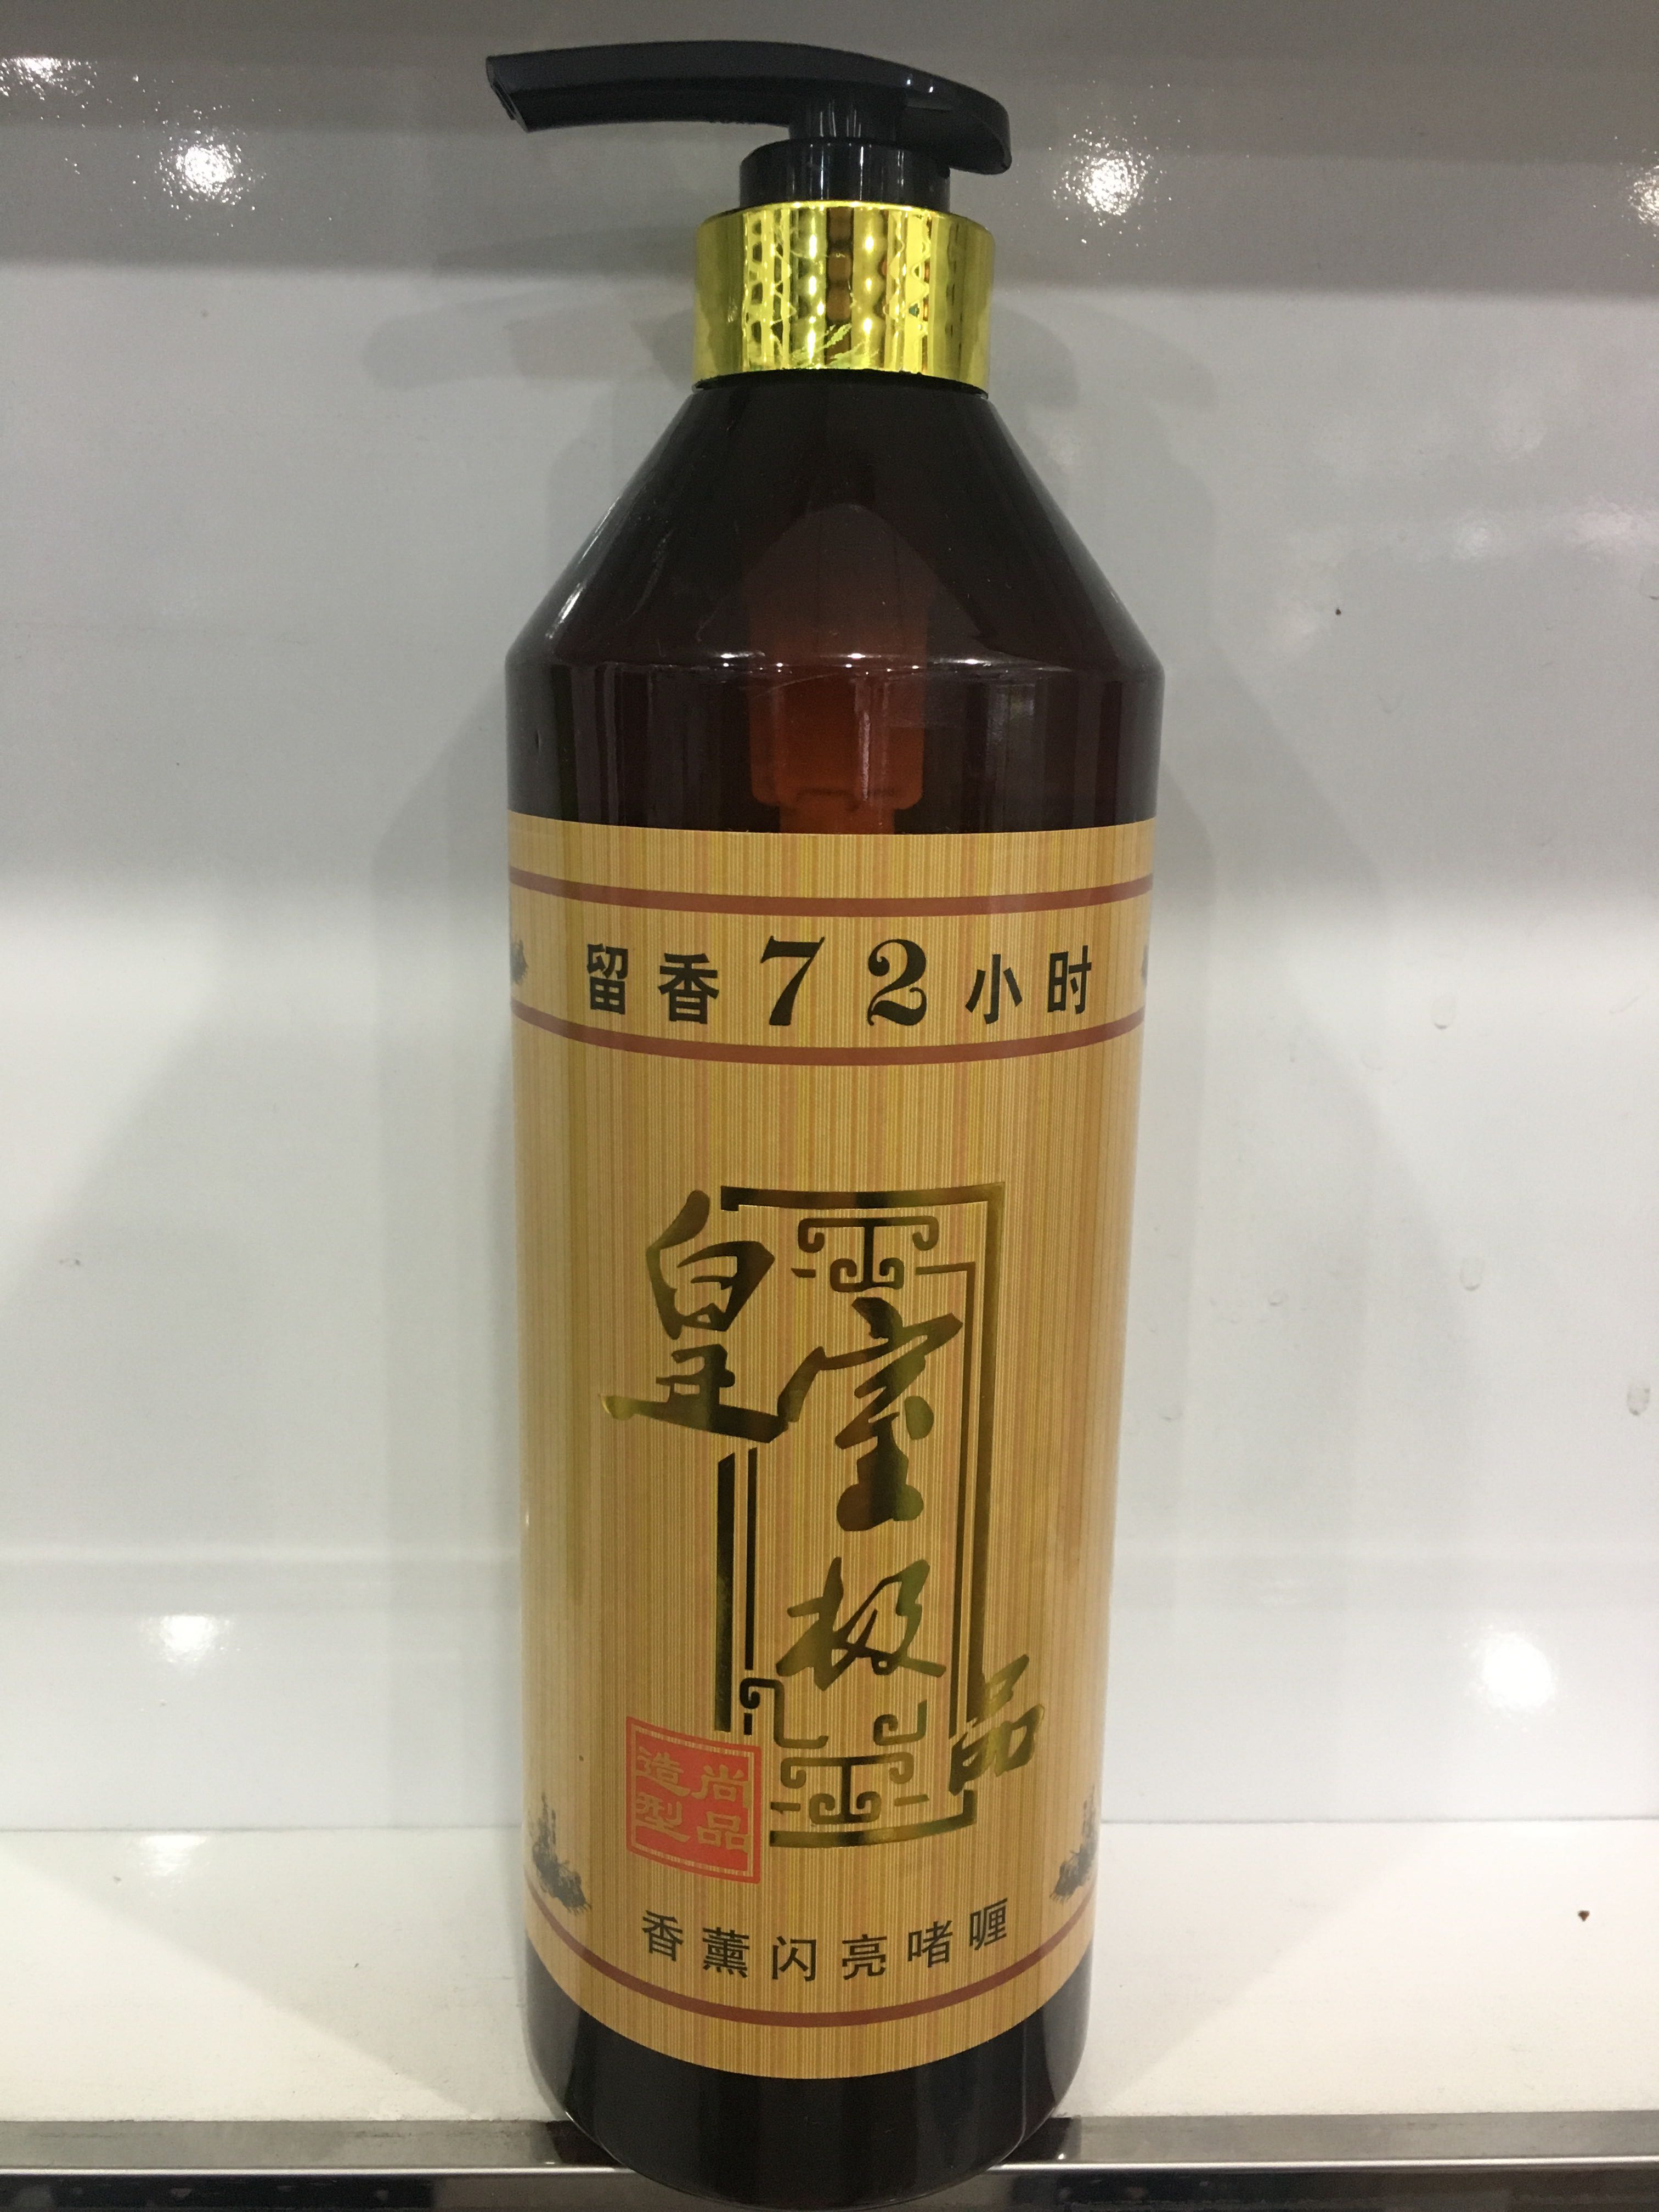 留香72小时
皇室极品
尚品
造型
香薰闪亮啫喱